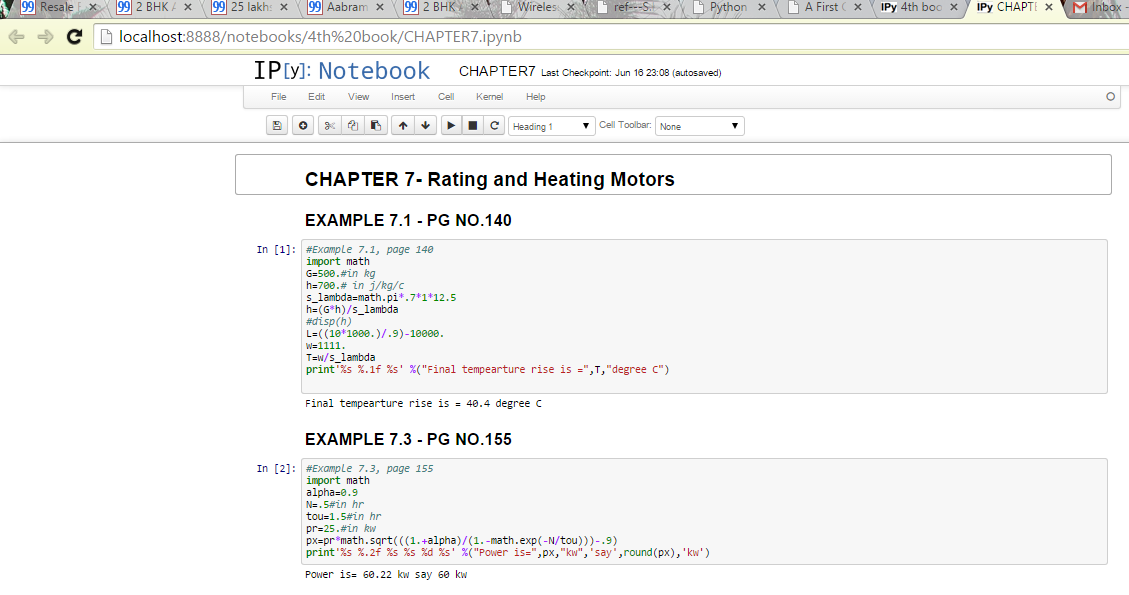 Resale F
2 BHK A
25 lakh
Aabram
2 BHK
Wireles
ref---S
Python
A First C
IPy 4th boo
IPy CHAPTE
Inbox -
localhost:8888/notebooks/4th%20book/CHAPTER7.ipynb
IP[y]: Notebook CHAPTER7 Last Checkpoint: Jun 16 23:08 (autosaved)
File Edit View Insert Cell Kernel Help
Heading 1 Cell Toolbar: None
CHAPTER 7- Rating and Heating Motors
EXAMPLE 7.1 - PG NO.140
In [1]: #Example 7.1, page 140
import math
G=500.#in kg
h=700.# in j/kg/c
s_lambda=math.pi*.7*1*12.5
h=(G*h)/s_lambda
#disp(h)
L=((10*1000.)/.9)-10000.
w=1111.
T=w/s_lambda
print'%s %.1f %s' %("Final tempearture rise is =",T,"degree C")
Final tempearture rise is = 40.4 degree C
EXAMPLE 7.3 - PG NO.155
In [2]: #Example 7.3, page 155
import math
alpha=0.9
N=.5#in hr
tou=1.5#in hr
pr=25.#in kw
px=pr*math.sqrt(((1.+alpha)/(1.-math.exp(-N/tou)))-.9)
print'%s %.2f %s %s %d %s' %("Power is=",px,"kw",'say',round(px),'kw')
Power is= 60.22 kw say 60 kw